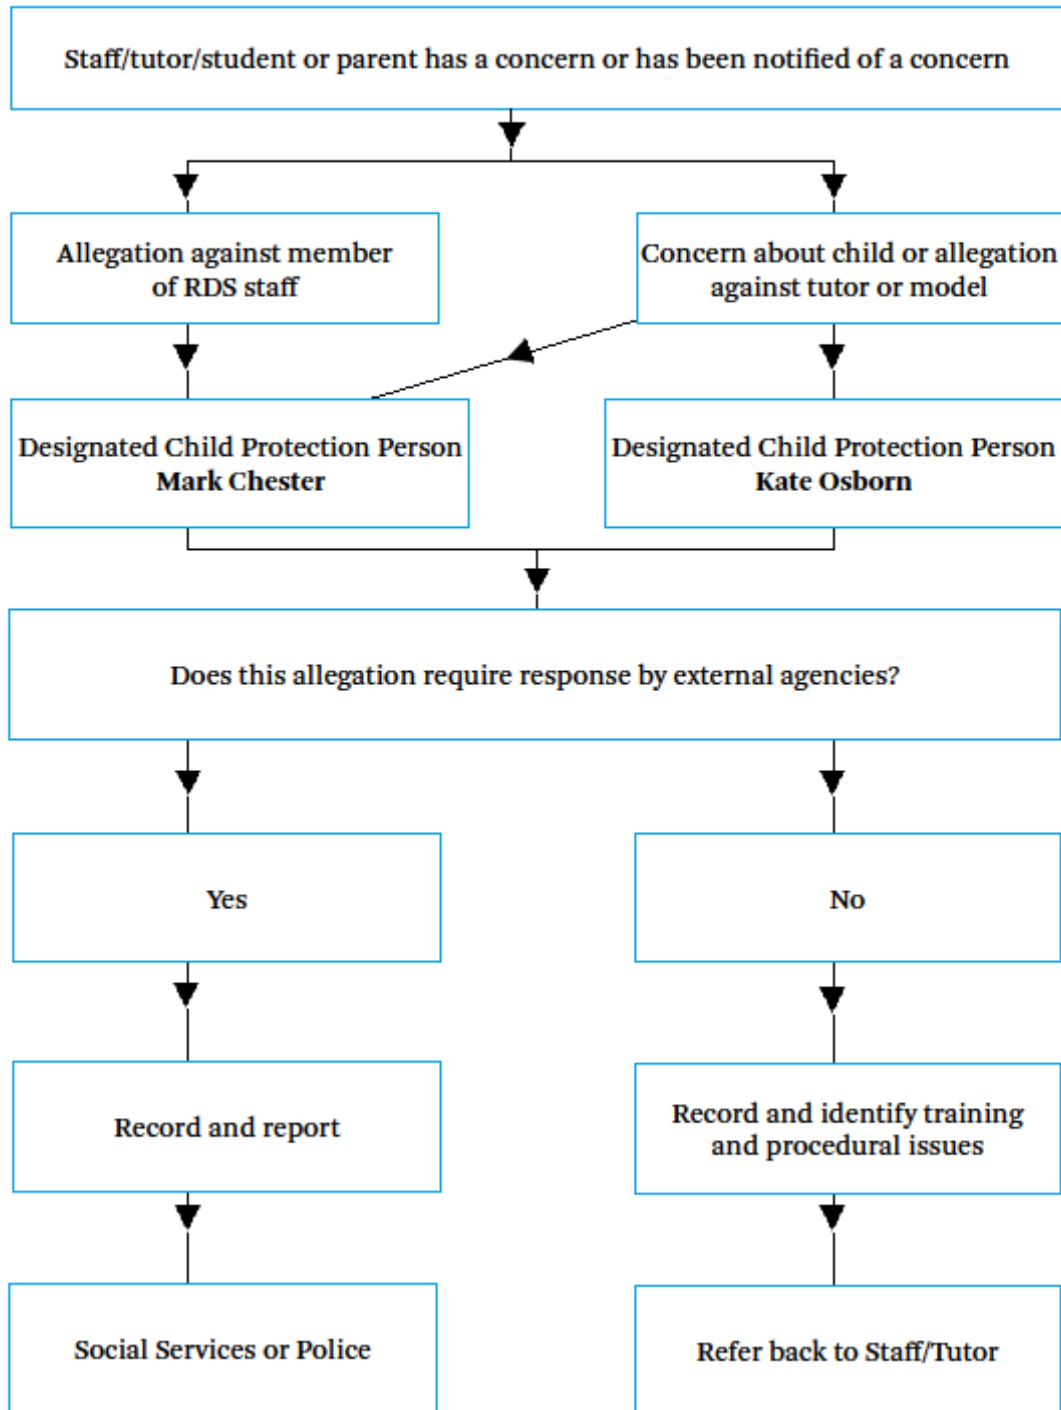 Staff/tutor/student or parent has a concern or has been notified of a concern
Allegation against member
of RDS staff
Concern about child or allegation
against tutor or model
Designated Child Protection Person
Mark Chester
Designated Child Protection Person
Kate Osborn
Does this allegation require response by external agencies?
Yes
No
Record and report
Record and identify training
and procedural issues
Social Services or Police
Refer back to Staff/Tutor